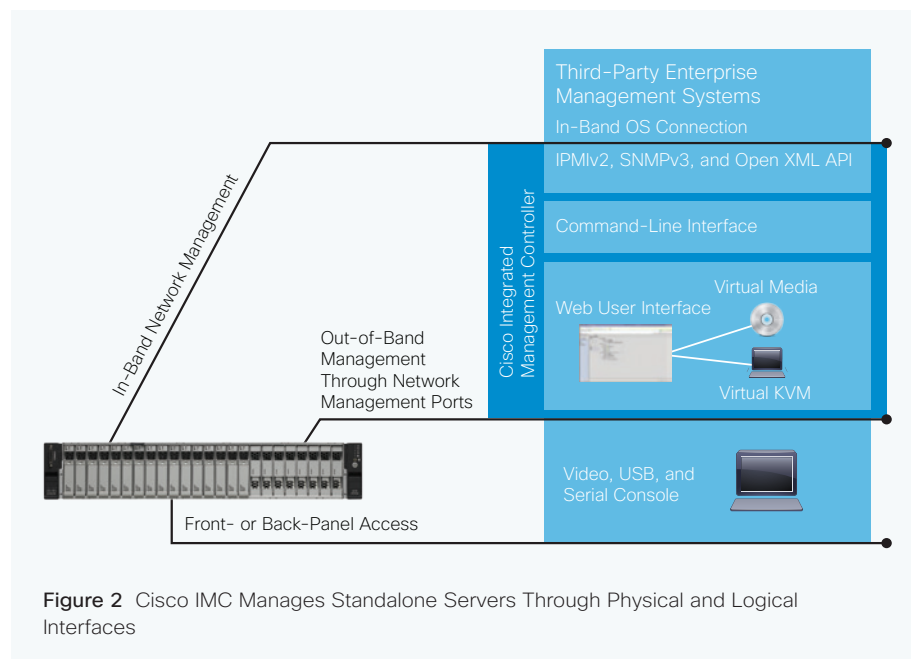 Third-Party Enterprise
Management Systems
In-Band OS Connection
IPMIv2, SNMPv3, and Open XML API
Cisco Integrated
Management Controller
Command-Line Interface
Web User Interface
Virtual Media
Virtual KVM
In-Band Network Management
Out-of-Band
Management
Through Network
Management Ports
Video, USB, and
Serial Console
Front- or Back-Panel Access
Figure 2 Cisco IMC Manages Standalone Servers Through Physical and Logical
Interfaces